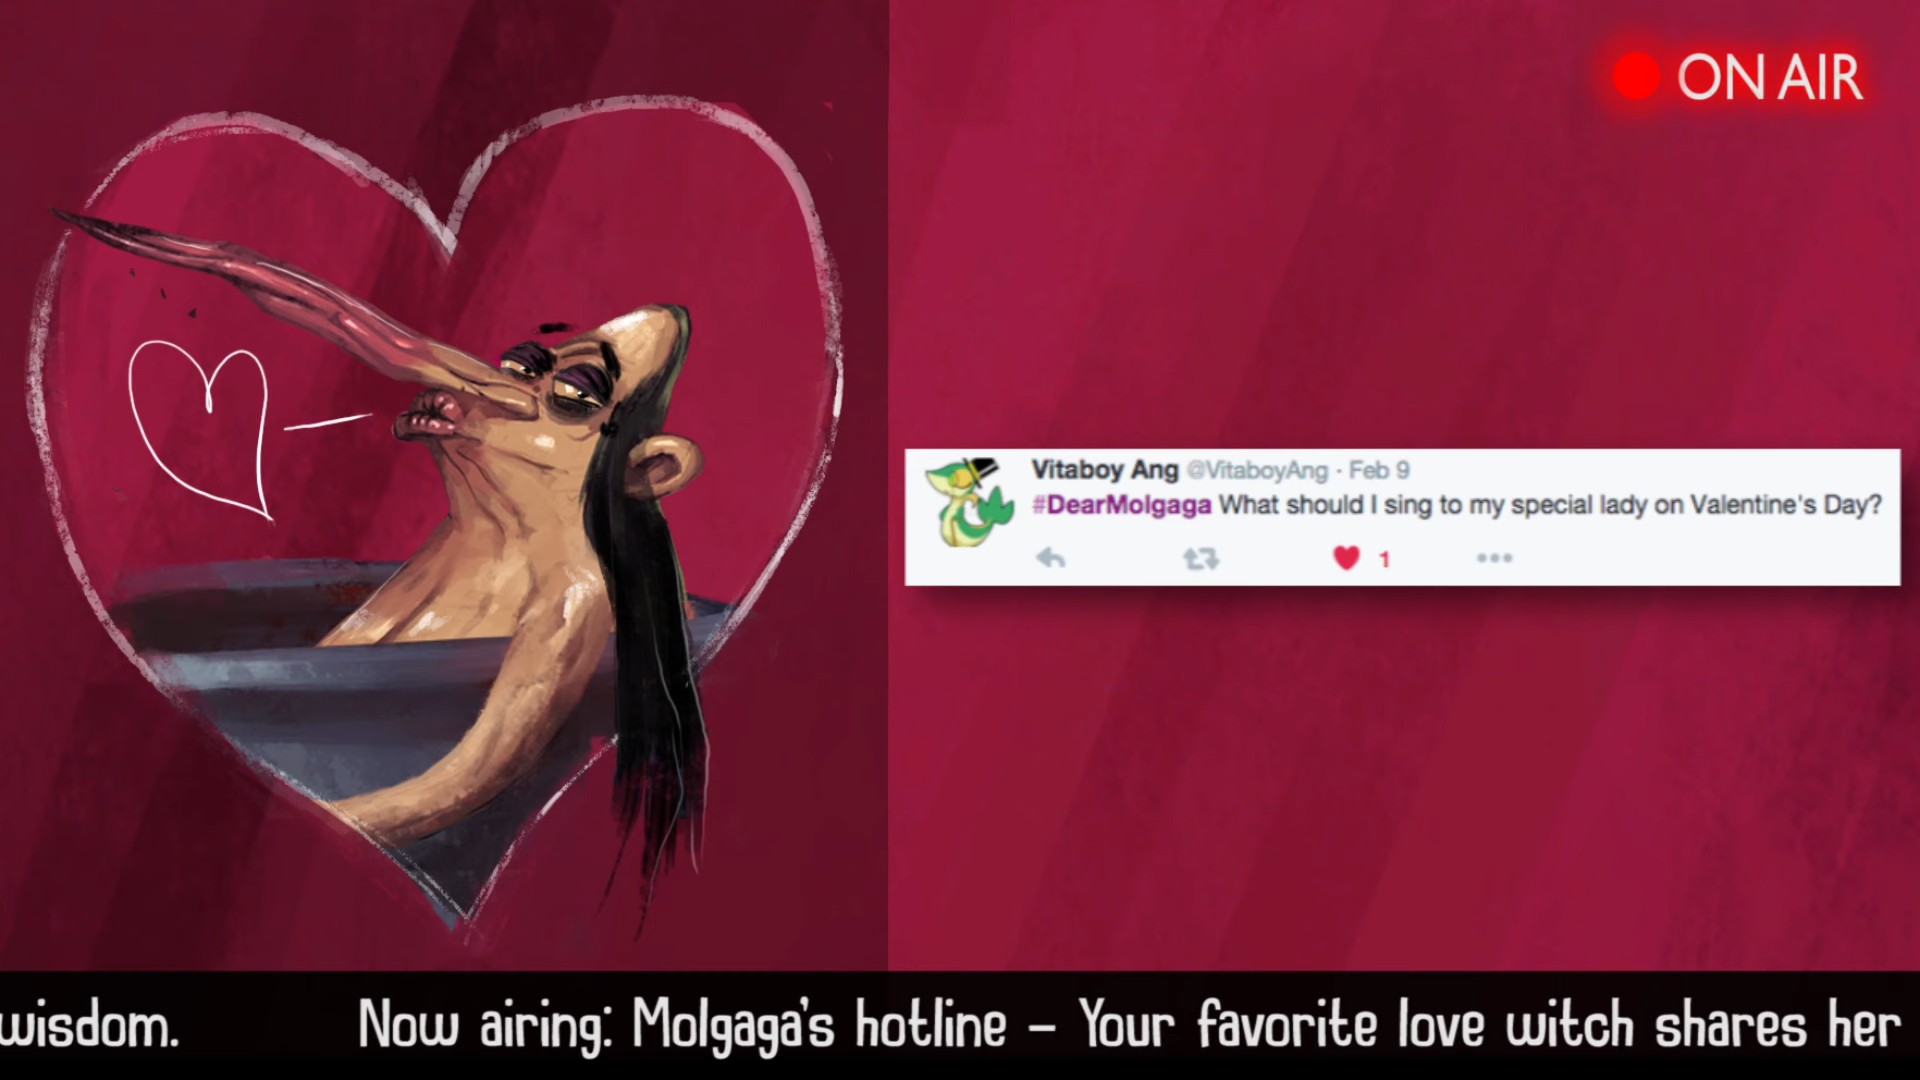 ON AIR
Vitaboy Ang @VitaboyAng · Feb 9
#DearMolgaga What should I sing to my special lady on Valentine's Day?
1
wisdom. Now airing: Molgaga's hotline – Your favorite love witch shares her